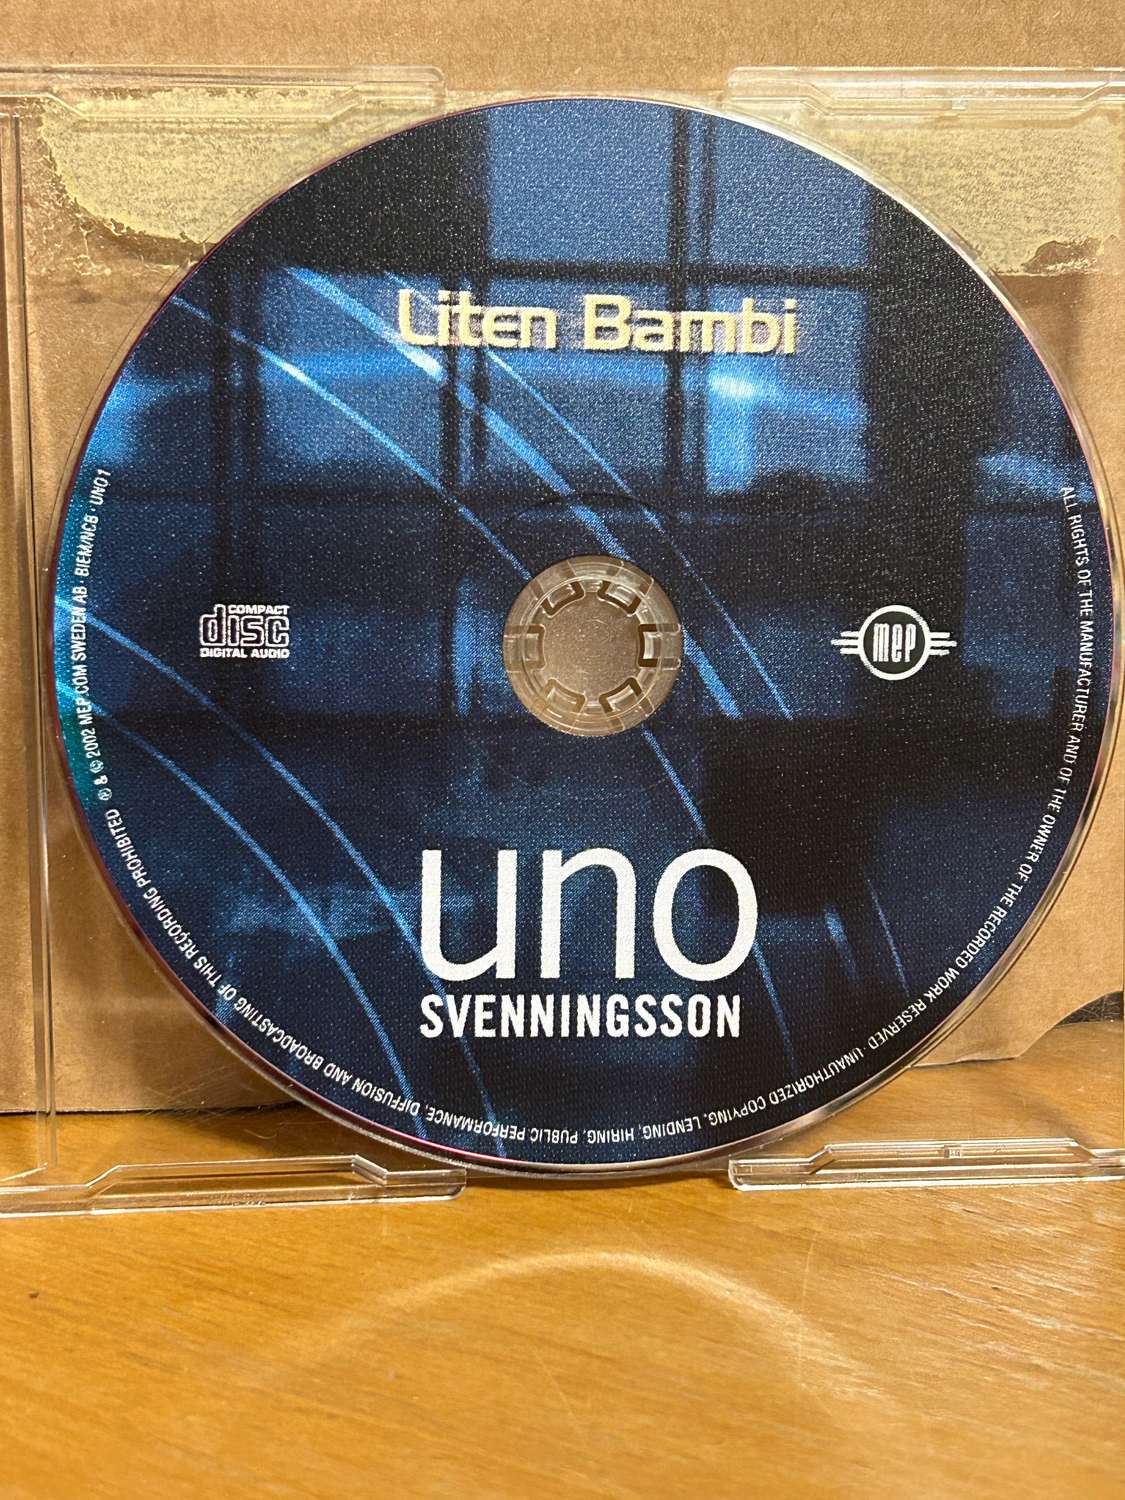 Liten Bambi
COMPACT
disc
DIGITAL AUDIO
mep
uno
SVENNINGSSON
ALL RIGHTS OF THE MANUFACTURER AND OF THE OWNER OF THE RECORDED WORK RESERVED · UNAUTHORIZED COPYING, LENDING, HIRING, PUBLIC PERFORMANCE, DIFFUSION AND BROADCASTING OF THIS RECORDING PROHIBITED ℗ & © 2002 MEP.COM SWEDEN AB · BIEM/NCB · UNO 1